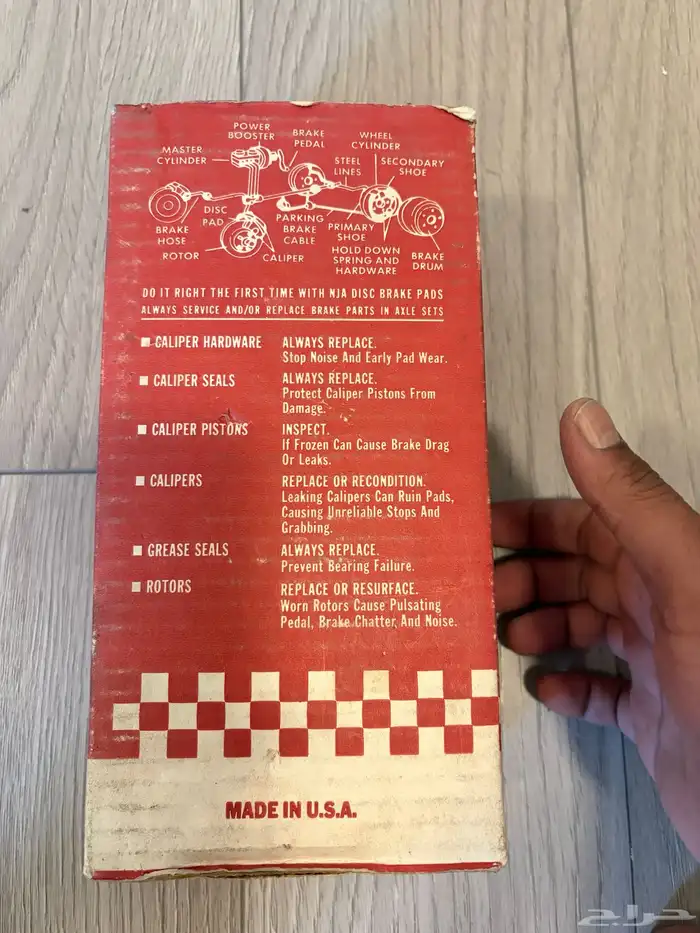 POWER
BOOSTER
BRAKE
PEDAL
WHEEL
CYLINDER
MASTER
CYLINDER
STEEL
LINES
SECONDARY
SHOE
DISC
PAD
BRAKE
HOSE
PARKING
BRAKE
CABLE
PRIMARY
SHOE
ROTOR
CALIPER
HOLD DOWN
SPRING AND
HARDWARE
BRAKE
DRUM
DO IT RIGHT THE FIRST TIME WITH NJA DISC BRAKE PADS
ALWAYS SERVICE AND/OR REPLACE BRAKE PARTS IN AXLE SETS
■ CALIPER HARDWARE ALWAYS REPLACE.
Stop Noise And Early Pad Wear.
■ CALIPER SEALS ALWAYS REPLACE.
Protect Caliper Pistons From
Damage.
■ CALIPER PISTONS INSPECT.
If Frozen Can Cause Brake Drag
Or Leaks.
■ CALIPERS REPLACE OR RECONDITION.
Leaking Calipers Can Ruin Pads,
Causing Unreliable Stops And
Grabbing.
■ GREASE SEALS ALWAYS REPLACE.
Prevent Bearing Failure.
■ ROTORS REPLACE OR RESURFACE.
Worn Rotors Cause Pulsating
Pedal, Brake Chatter, And Noise.
MADE IN U.S.A.
حراج